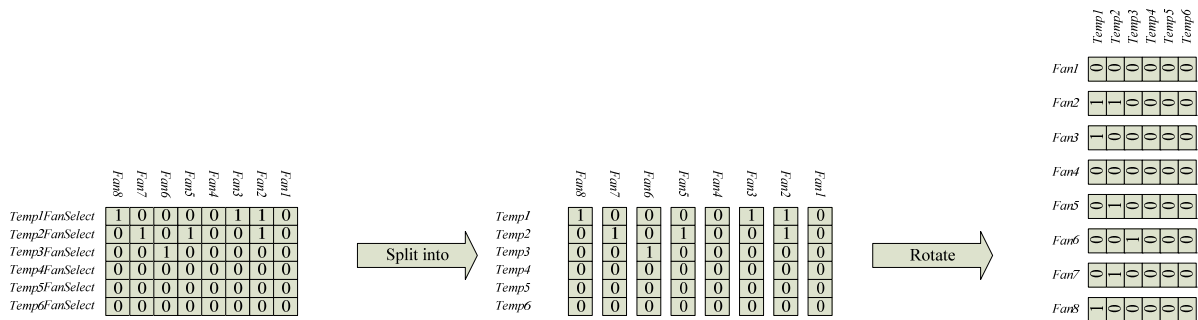 Fan8 Fan7 Fan6 Fan5 Fan4 Fan3 Fan2 Fan1
Temp1FanSelect 1 0 0 0 0 1 1 0
Temp2FanSelect 0 1 0 1 0 0 1 0
Temp3FanSelect 0 0 1 0 0 0 0 0
Temp4FanSelect 0 0 0 0 0 0 0 0
Temp5FanSelect 0 0 0 0 0 0 0 0
Temp6FanSelect 0 0 0 0 0 0 0 0
Split into
Fan8 Fan7 Fan6 Fan5 Fan4 Fan3 Fan2 Fan1
Temp1 1 0 0 0 0 1 1 0
Temp2 0 1 0 1 0 0 1 0
Temp3 0 0 1 0 0 0 0 0
Temp4 0 0 0 0 0 0 0 0
Temp5 0 0 0 0 0 0 0 0
Temp6 0 0 0 0 0 0 0 0
Rotate
Temp1 Temp2 Temp3 Temp4 Temp5 Temp6
Fan1 0 0 0 0 0 0
Fan2 1 1 0 0 0 0
Fan3 1 0 0 0 0 0
Fan4 0 0 0 0 0 0
Fan5 0 1 0 0 0 0
Fan6 0 0 1 0 0 0
Fan7 0 1 0 0 0 0
Fan8 1 0 0 0 0 0